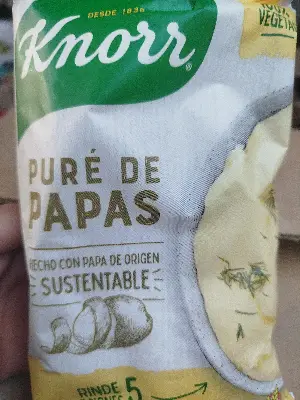 DESDE 1838
Knorr
PURÉ DE
PAPAS
HECHO CON PAPA DE ORIGEN
SUSTENTABLE
RINDE
5